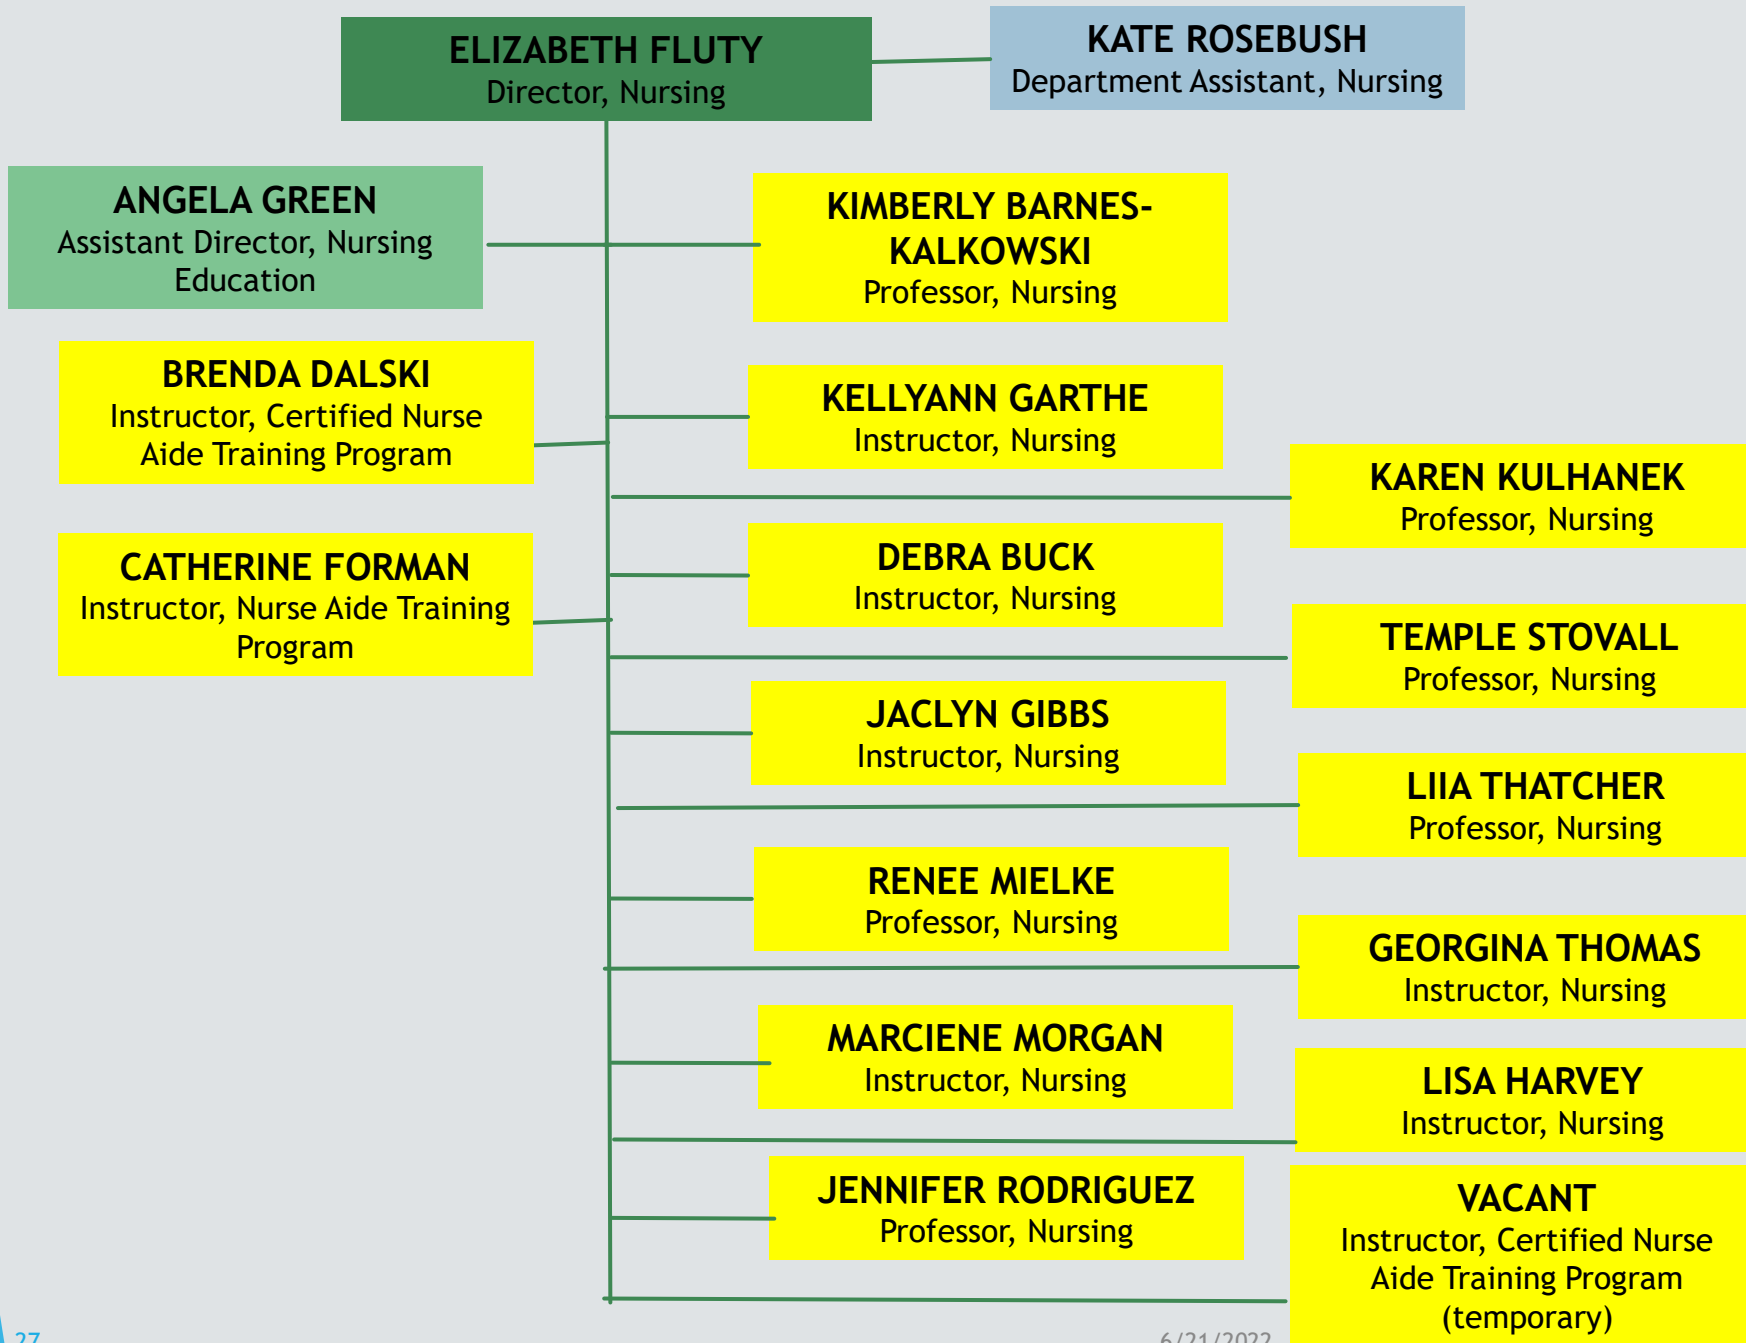 ELIZABETH FLUTY
Director, Nursing
KATE ROSEBUSH
Department Assistant, Nursing
ANGELA GREEN
Assistant Director, Nursing
Education
KIMBERLY BARNES-
KALKOWSKI
Professor, Nursing
BRENDA DALSKI
Instructor, Certified Nurse
Aide Training Program
KELLYANN GARTHE
Instructor, Nursing
KAREN KULHANEK
Professor, Nursing
CATHERINE FORMAN
Instructor, Nurse Aide Training
Program
DEBRA BUCK
Instructor, Nursing
TEMPLE STOVALL
Professor, Nursing
JACLYN GIBBS
Instructor, Nursing
LIIA THATCHER
Professor, Nursing
RENEE MIELKE
Professor, Nursing
GEORGINA THOMAS
Instructor, Nursing
MARCIENE MORGAN
Instructor, Nursing
LISA HARVEY
Instructor, Nursing
JENNIFER RODRIGUEZ
Professor, Nursing
VACANT
Instructor, Certified Nurse
Aide Training Program
(temporary)
27
6/21/2022